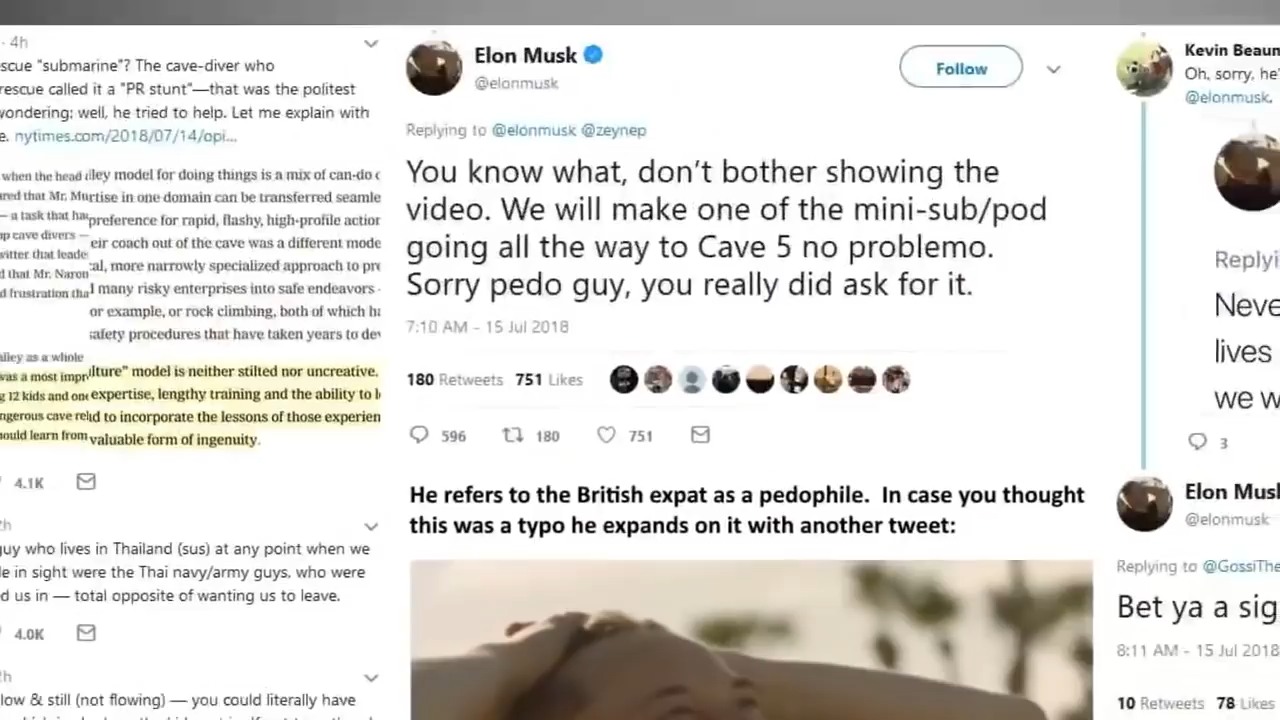 · 4h
scue "submarine"? The cave-diver who
rescue called it a "PR stunt"—that was the politest
wondering; well, he tried to help. Let me explain with
e. nytimes.com/2018/07/14/opi...
when the head
red that Mr. Mu
— a task that ha
up cave divers —
witter that leade
d that Mr. Naron
d frustration tha
lley model for doing things is a mix of can-do
rtise in one domain can be transferred seamle
preference for rapid, flashy, high-profile action
eir coach out of the cave was a different mode
al, more narrowly specialized approach to pre
l many risky enterprises into safe endeavors
or example, or rock climbing, both of which ha
afety procedures that have taken years to dev
lley as a whole
was a most impr
g 12 kids and one
ngerous cave rel
hould learn from
lture" model is neither stilted nor uncreative.
expertise, lengthy training and the ability to l
d to incorporate the lessons of those experien
valuable form of ingenuity.
4.1K
2h
guy who lives in Thailand (sus) at any point when we
le in sight were the Thai navy/army guys, who were
d us in — total opposite of wanting us to leave.
4.0K
2h
low & still (not flowing) — you could literally have
Elon Musk
@elonmusk
Follow
Replying to @elonmusk @zeynep
You know what, don't bother showing the
video. We will make one of the mini-sub/pod
going all the way to Cave 5 no problemo.
Sorry pedo guy, you really did ask for it.
7:10 AM - 15 Jul 2018
180 Retweets 751 Likes
596 180 751
He refers to the British expat as a pedophile. In case you thought
this was a typo he expands on it with another tweet:
Kevin Beaum
Oh, sorry, he'
@elonmusk.
Replyi
Neve
lives
we w
3
Elon Musk
@elonmusk
Replying to @GossiThe
Bet ya a sig
8:11 AM - 15 Jul 2018
10 Retweets 78 Likes